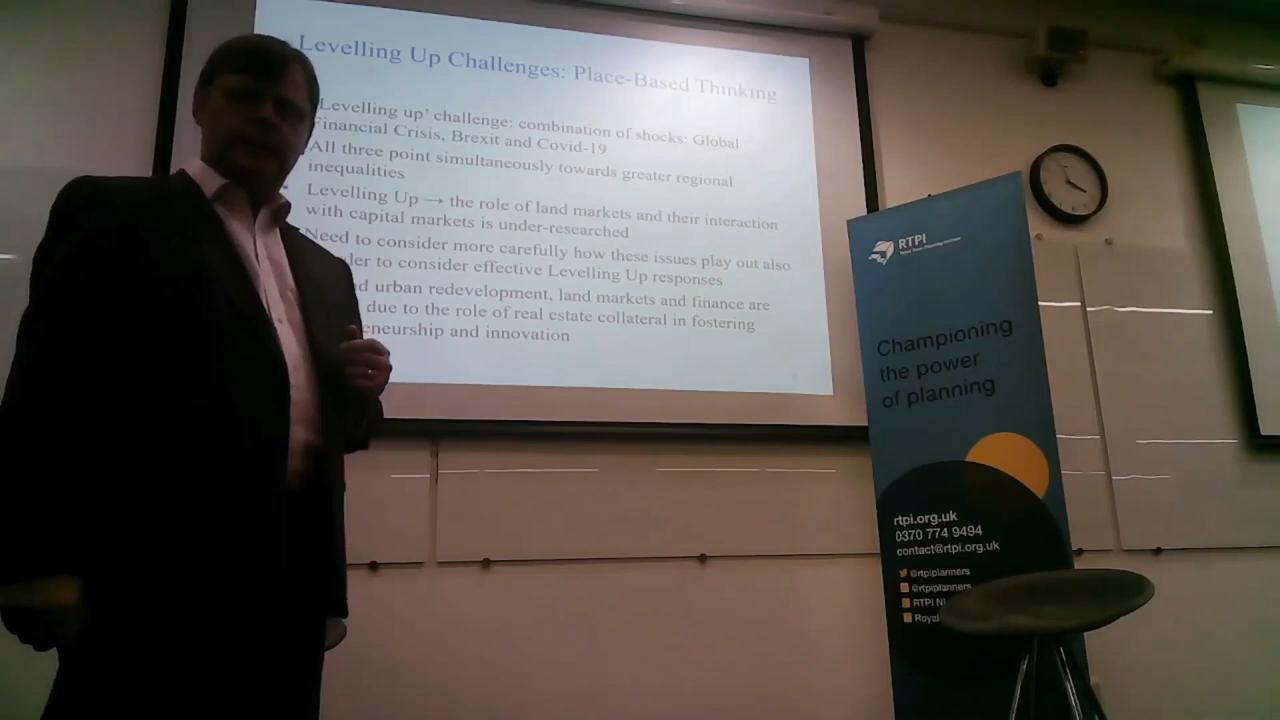 Levelling Up Challenges: Place-Based Thinking
Levelling up' challenge: combination of shocks: Global
Financial Crisis, Brexit and Covid-19
All three point simultaneously towards greater regional
inequalities
Levelling Up → the role of land markets and their interaction
with capital markets is under-researched
Need to consider more carefully how these issues play out also
to consider effective Levelling Up responses
urban redevelopment, land markets and finance are
due to the role of real estate collateral in fostering
and innovation
RTPI
Royal Town Planning Institute
Championing
the power
of planning
rtpi.org.uk
0370 774 9494
contact@rtpi.org.uk
@rtpiplanners
@rtpiplanners
RTPI
Royal